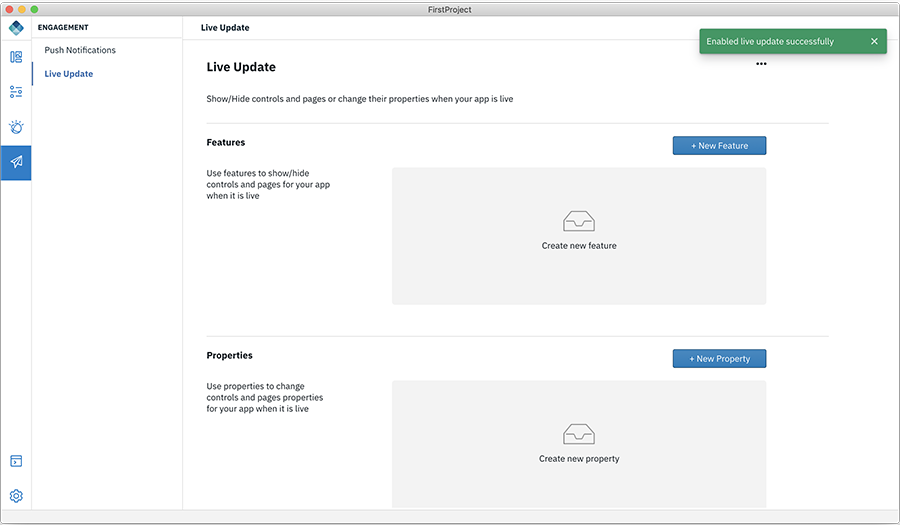 FirstProject
ENGAGEMENT
Push Notifications
Live Update
Live Update
Enabled live update successfully
Live Update
Show/Hide controls and pages or change their properties when your app is live
Features
+ New Feature
Use features to show/hide
controls and pages for your app
when it is live
Create new feature
Properties
+ New Property
Use properties to change
controls and pages properties
for your app when it is live
Create new property